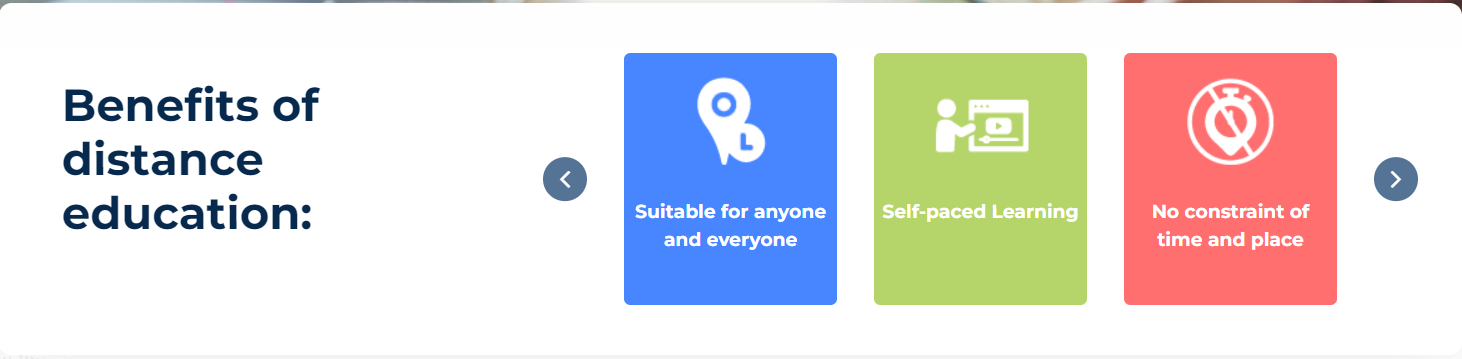 Benefits of
distance
education:
Suitable for anyone
and everyone
Self-paced Learning
No constraint of
time and place